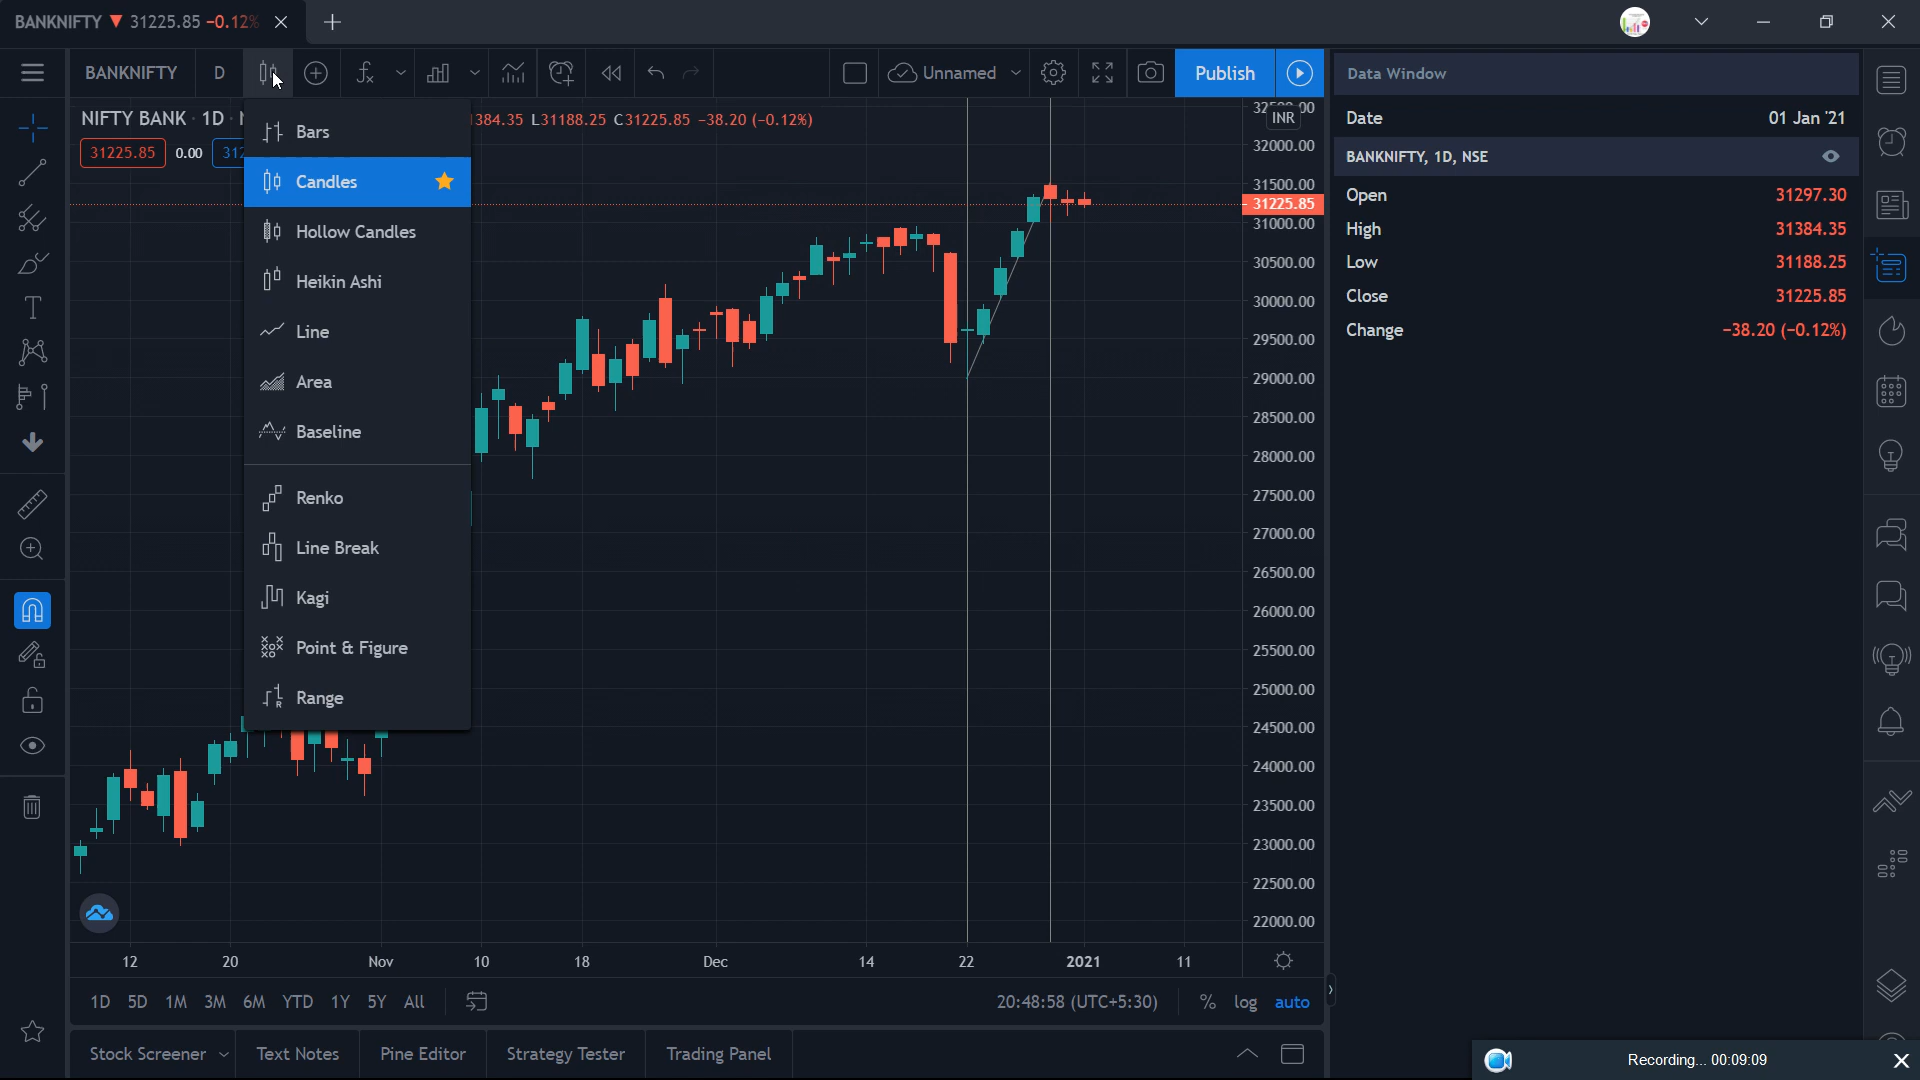 BANKNIFTY ▼ 31225.85 −0.12%
BANKNIFTY D
Unnamed
Publish
NIFTY BANK · 1D ·
384.35 L31188.25 C31225.85 −38.20 (−0.12%)
31225.85 0.00 312
Bars
Candles
Hollow Candles
Heikin Ashi
Line
Area
Baseline
Renko
Line Break
Kagi
Point & Figure
Range
R
32500.00
INR
32000.00
31500.00
31225.85
31000.00
30500.00
30000.00
29500.00
29000.00
28500.00
28000.00
27500.00
27000.00
26500.00
26000.00
25500.00
25000.00
24500.00
24000.00
23500.00
23000.00
22500.00
22000.00
12 20 Nov 10 18 Dec 14 22 2021 11
1D 5D 1M 3M 6M YTD 1Y 5Y All
20:48:58 (UTC+5:30) % log auto
Stock Screener Text Notes Pine Editor Strategy Tester Trading Panel
Data Window
Date 01 Jan '21
BANKNIFTY, 1D, NSE
Open 31297.30
High 31384.35
Low 31188.25
Close 31225.85
Change −38.20 (−0.12%)
Recording... 00:09:09